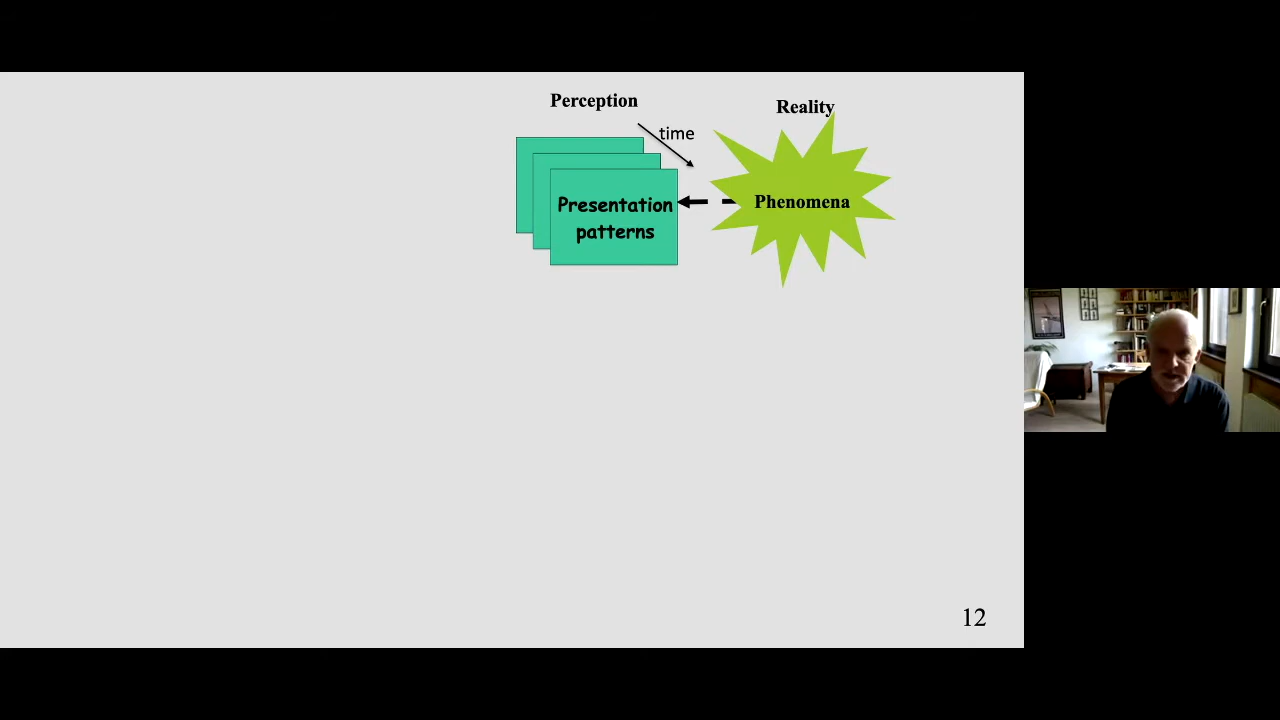 Perception
Reality
time
Presentation
patterns
Phenomena
12